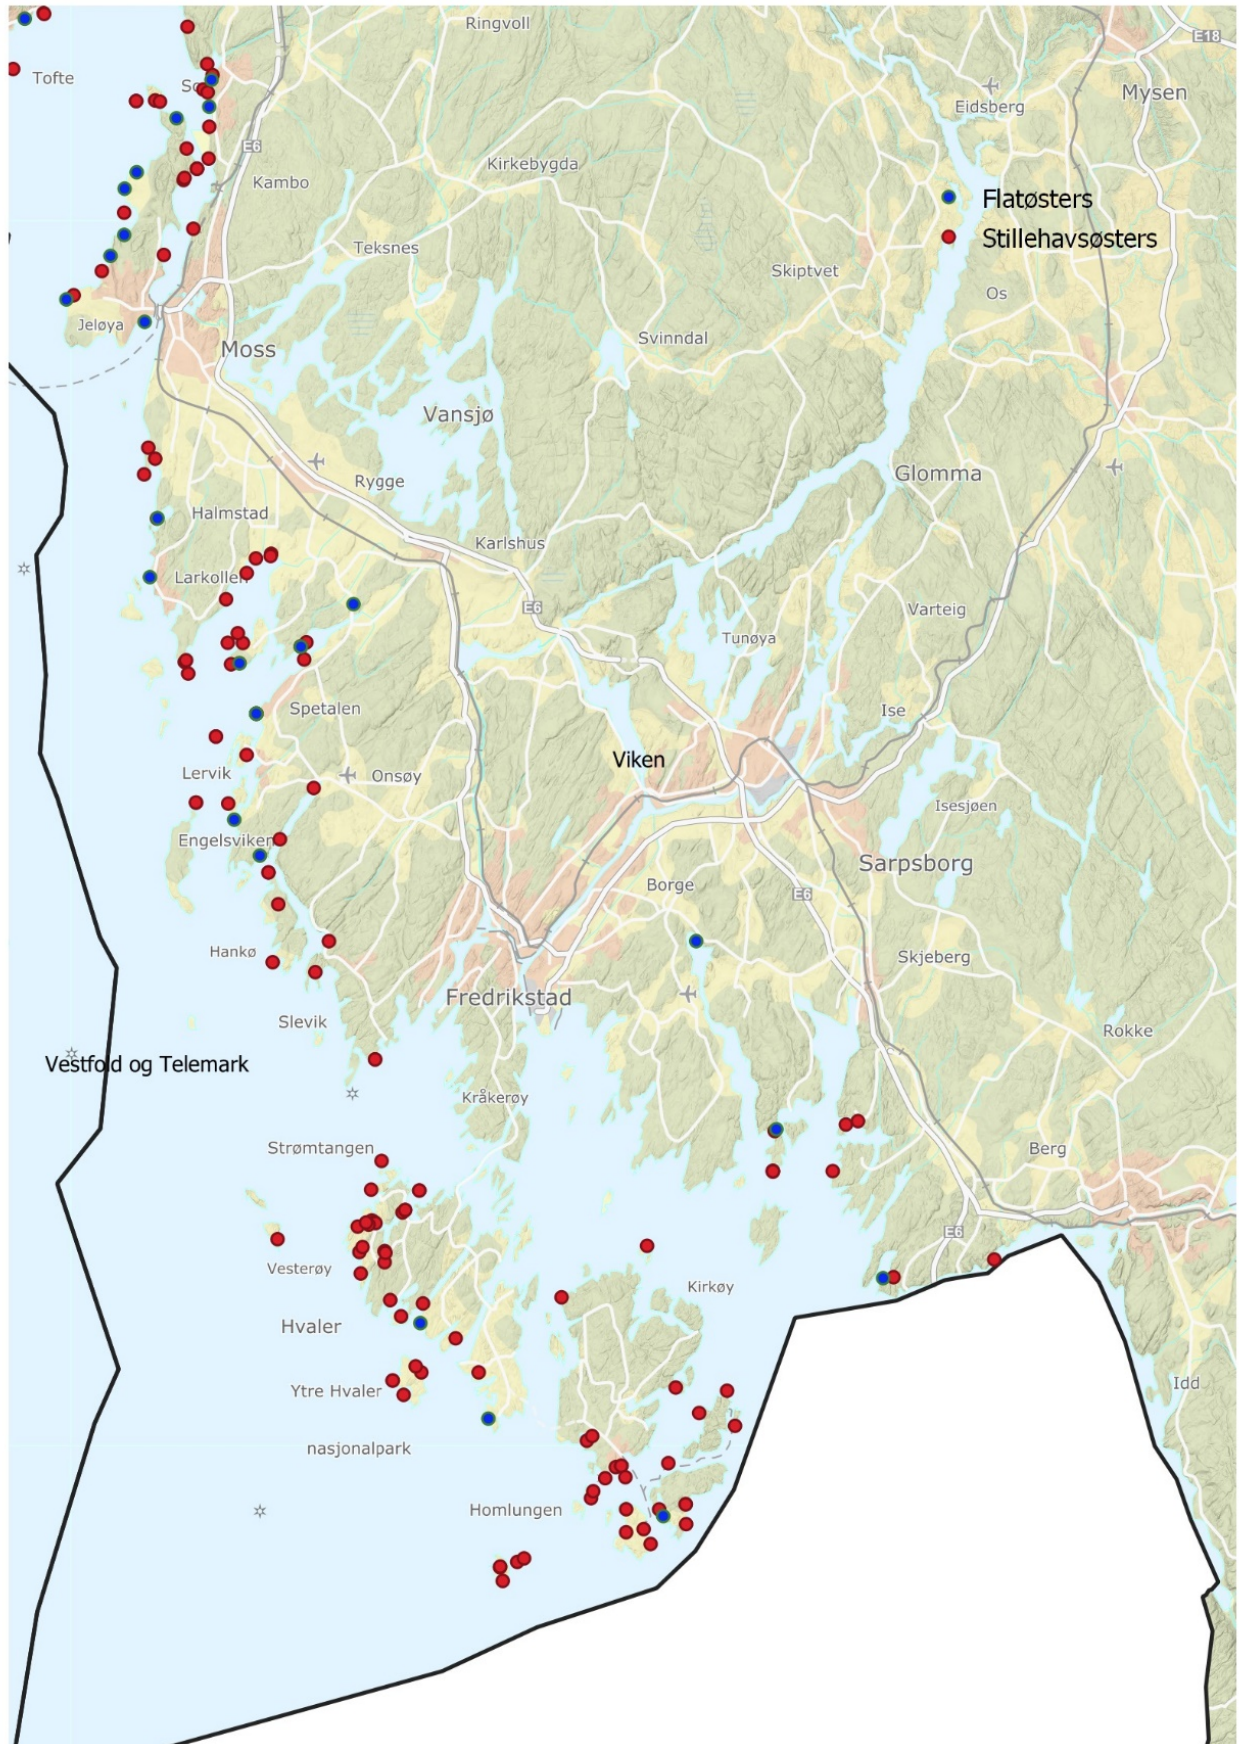 Ringvoll
E18
Tofte
Mysen
Eidsberg
E6
Kirkebygda
Kambo
Flatøsters
Stillehavsøsters
Teksnes
Skiptvet
Os
Jeløya
Svinndal
Moss
Vansjø
Glomma
Rygge
Halmstad
Karlshus
Larkollen
E6
Varteig
Tunøya
Spetalen
Ise
Viken
Lervik
Onsøy
Isesjøen
Engelsviken
Sarpsborg
Borge
E6
Hankø
Skjeberg
Fredrikstad
Slevik
Rokke
Vestfold og Telemark
Kråkerøy
Strømtangen
Berg
E6
Vesterøy
Kirkøy
Hvaler
Ytre Hvaler
Idd
nasjonalpark
Homlungen